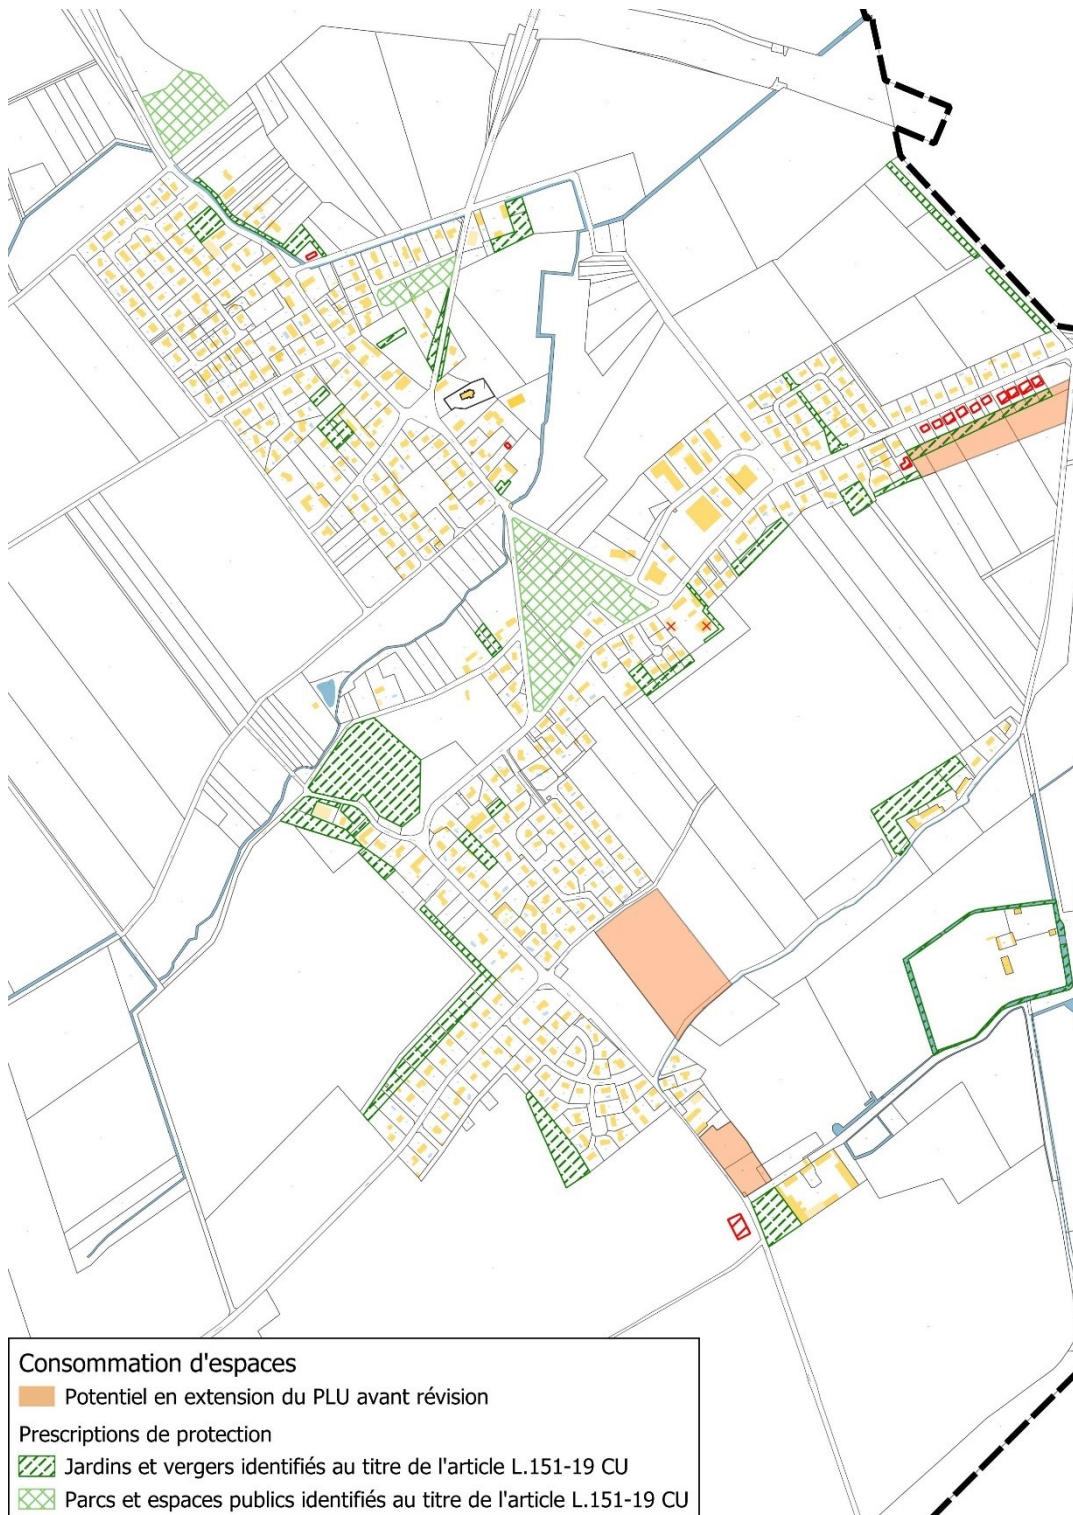 Consommation d'espaces
Potentiel en extension du PLU avant révision
Prescriptions de protection
Jardins et vergers identifiés au titre de l'article L.151-19 CU
Parcs et espaces publics identifiés au titre de l'article L.151-19 CU